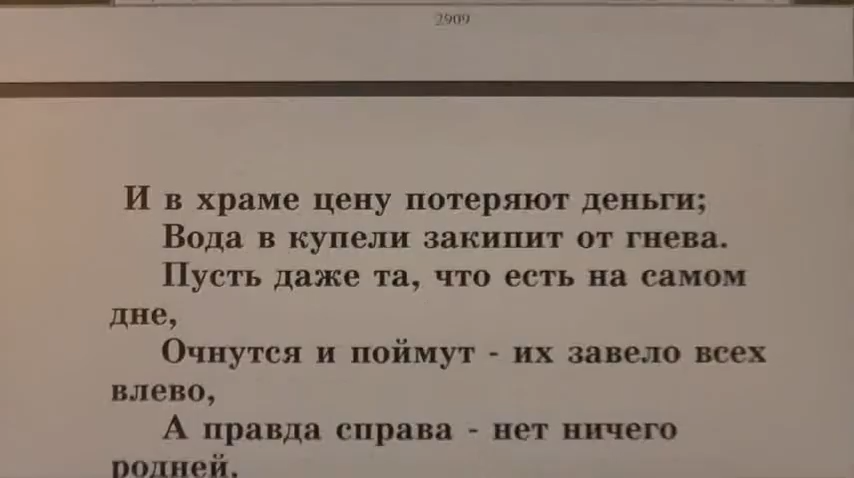 2909
И в храме цену потеряют деньги;
Вода в купели закипит от гнева.
Пусть даже та, что есть на самом
дне,
Очнутся и поймут - их завело всех
влево,
А правда справа - нет ничего
родней.